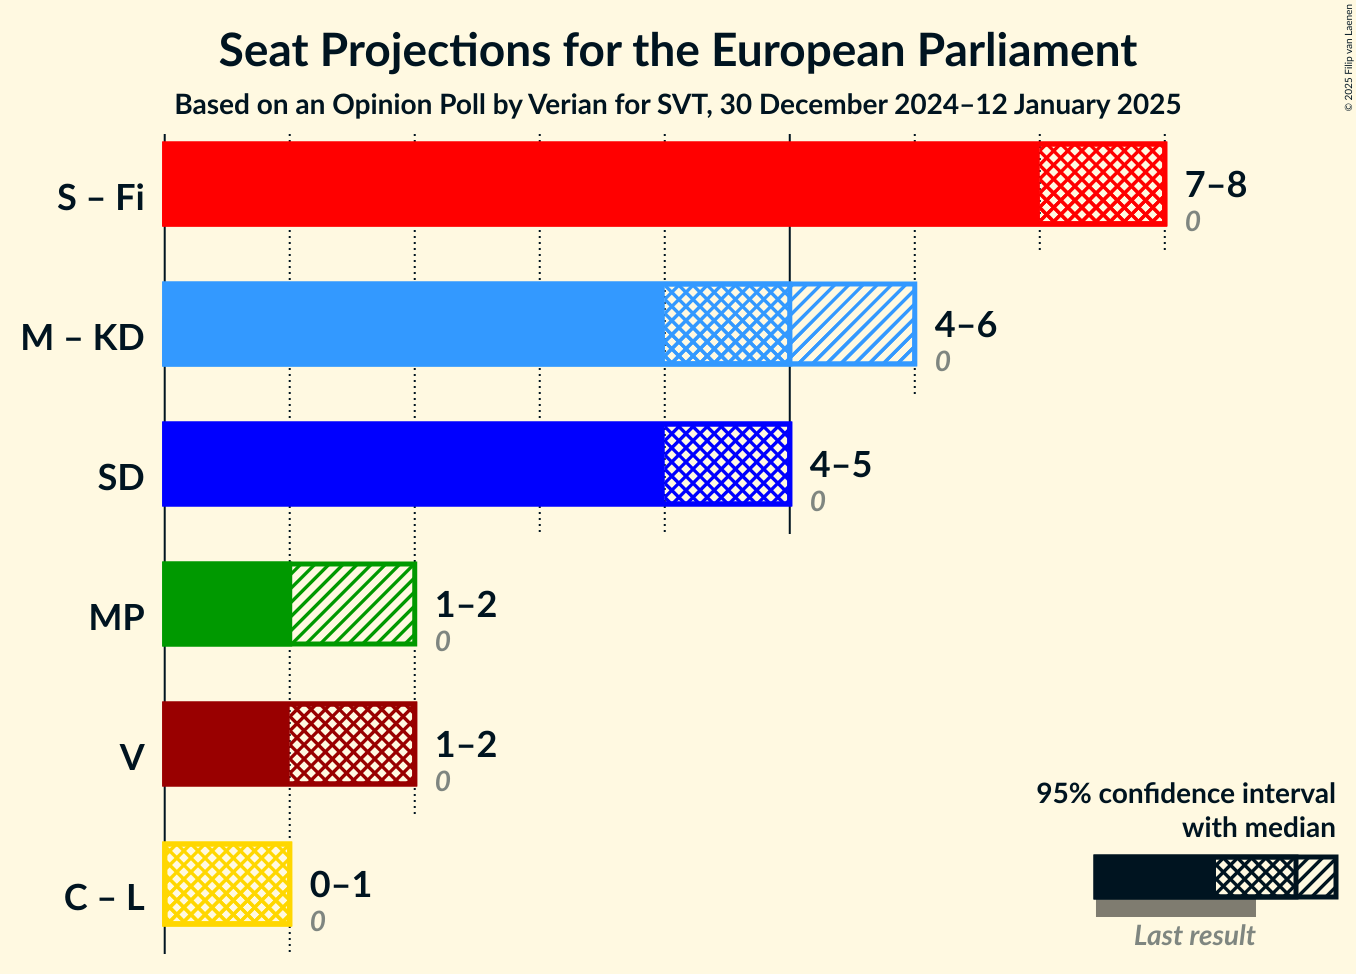 Seat Projections for the European Parliament
Based on an Opinion Poll by Verian for SVT, 30 December 2024–12 January 2025
© 2025 Filip van Laenen
S – Fi
7–8
0
M – KD
4–6
0
SD
4–5
0
MP
1–2
0
V
1–2
0
C – L
0–1
0
95% confidence interval
with median
Last result